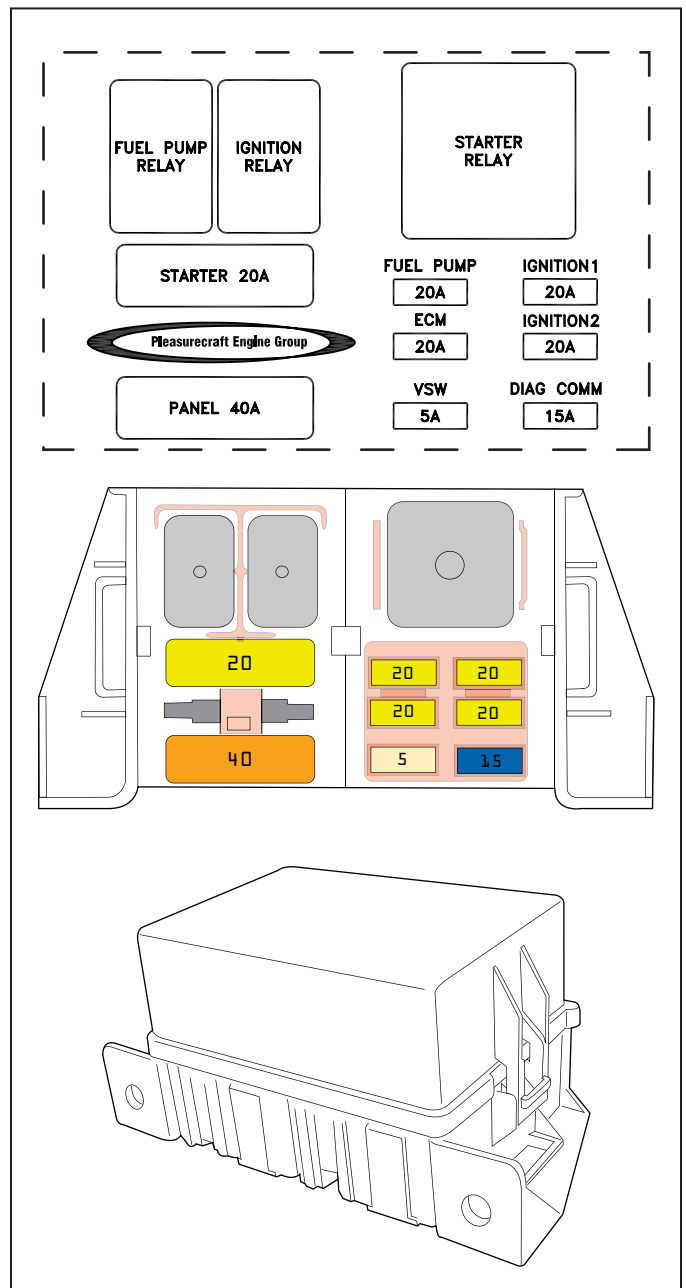 FUEL PUMP
RELAY
IGNITION
RELAY
STARTER
RELAY
STARTER 20A
FUEL PUMP
20A
IGNITION1
20A
Pleasurecraft Engine Group
ECM
20A
IGNITION2
20A
PANEL 40A
VSW
5A
DIAG COMM
15A
20
20
20
20
20
40
5
15